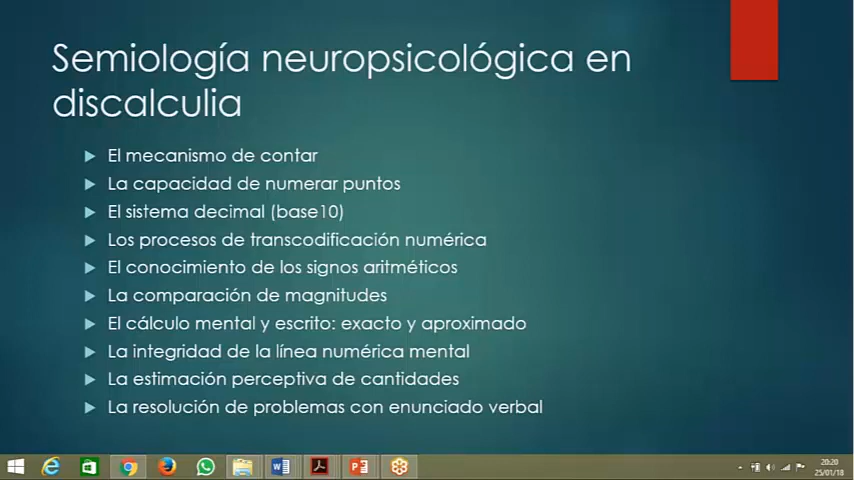 Semiología neuropsicológica en
discalculia
El mecanismo de contar
La capacidad de numerar puntos
El sistema decimal (base10)
Los procesos de transcodificación numérica
El conocimiento de los signos aritméticos
La comparación de magnitudes
El cálculo mental y escrito: exacto y aproximado
La integridad de la línea numérica mental
La estimación perceptiva de cantidades
La resolución de problemas con enunciado verbal
20:20
25/01/18